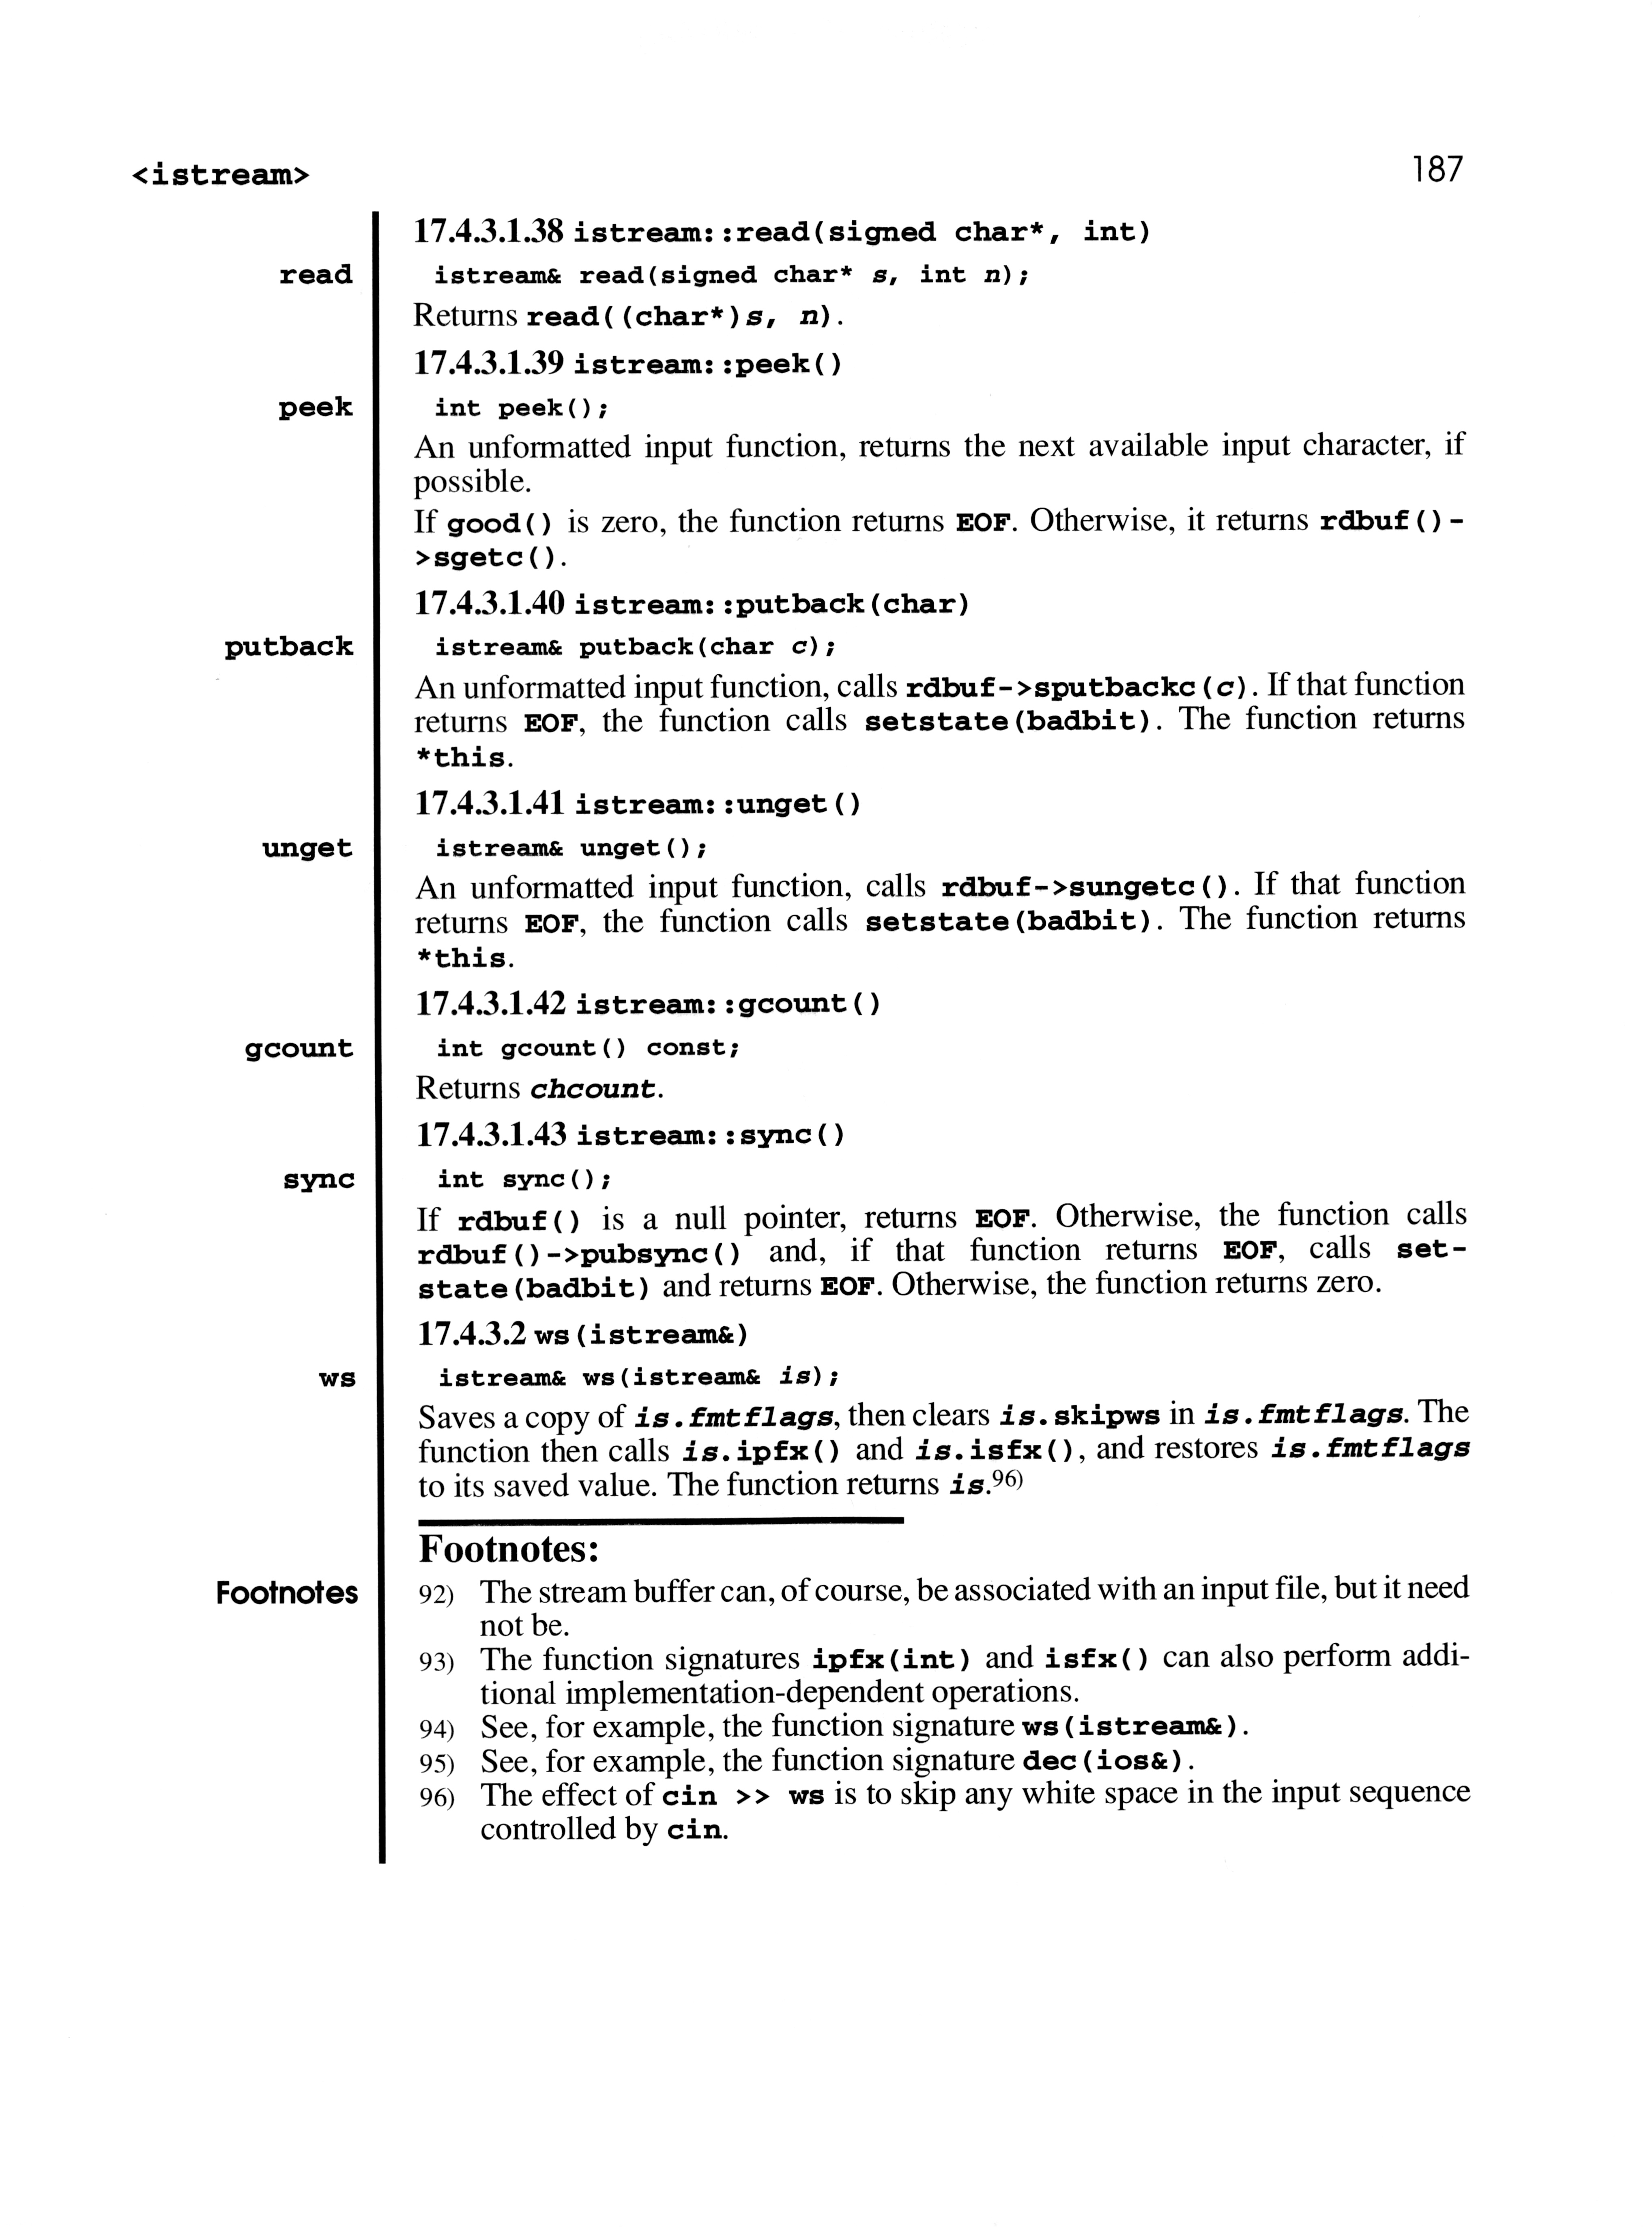 <istream> 187
17.4.3.1.38 istream::read(signed char*, int)
read istream& read(signed char* s, int n);
Returns read((char*)s, n).
17.4.3.1.39 istream::peek()
peek int peek();
An unformatted input function, returns the next available input character, if
possible.
If good() is zero, the function returns EOF. Otherwise, it returns rdbuf()-
>sgetc().
17.4.3.1.40 istream::putback(char)
putback istream& putback(char c);
An unformatted input function, calls rdbuf->sputbackc(c). If that function
returns EOF, the function calls setstate(badbit). The function returns
*this.
17.4.3.1.41 istream::unget()
unget istream& unget();
An unformatted input function, calls rdbuf->sungetc(). If that function
returns EOF, the function calls setstate(badbit). The function returns
*this.
17.4.3.1.42 istream::gcount()
gcount int gcount() const;
Returns chcount.
17.4.3.1.43 istream::sync()
sync int sync();
If rdbuf() is a null pointer, returns EOF. Otherwise, the function calls
rdbuf()->pubsync() and, if that function returns EOF, calls set-
state(badbit) and returns EOF. Otherwise, the function returns zero.
17.4.3.2 ws(istream&)
ws istream& ws(istream& is);
Saves a copy of is.fmtflags, then clears is.skipws in is.fmtflags. The
function then calls is.ipfx() and is.isfx(), and restores is.fmtflags
to its saved value. The function returns is.96)
Footnotes:
Footnotes 92) The stream buffer can, of course, be associated with an input file, but it need
not be.
93) The function signatures ipfx(int) and isfx() can also perform addi-
tional implementation-dependent operations.
94) See, for example, the function signature ws(istream&).
95) See, for example, the function signature dec(ios&).
96) The effect of cin >> ws is to skip any white space in the input sequence
controlled by cin.